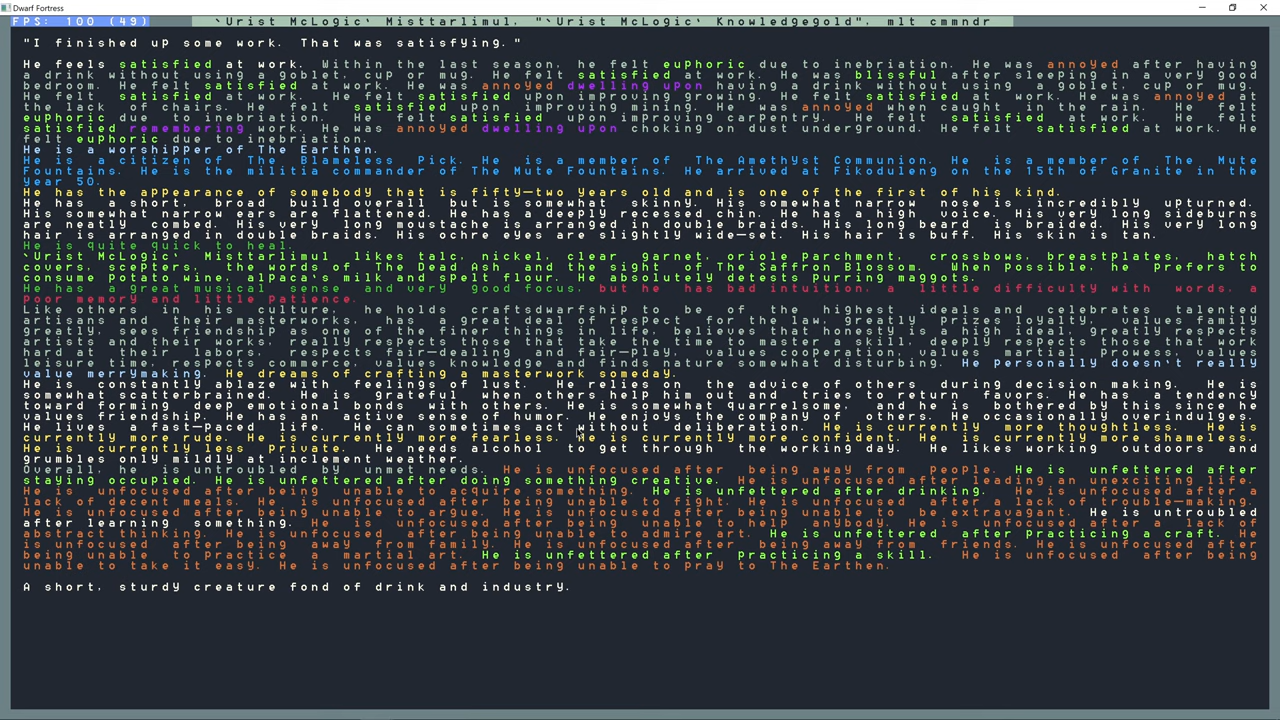 Dwarf Fortress
FPS: 100 (49) `Urist McLogic` Misttarlimul, "`Urist McLogic` Knowledgegold", mlt cmmndr
"I finished up some work. That was satisfying."
He feels satisfied at work. Within the last season, he felt euphoric due to inebriation. He was annoyed after having
a drink without using a goblet, cup or mug. He felt satisfied at work. He was blissful after sleeping in a very good
bedroom. He felt satisfied at work. He was annoyed dwelling upon having a drink without using a goblet, cup or mug.
He felt satisfied at work. He felt satisfied upon improving growing. He felt satisfied at work. He was annoyed at
the lack of chairs. He felt satisfied upon improving mining. He was annoyed when caught in the rain. He felt
euphoric due to inebriation. He felt satisfied upon improving carpentry. He felt satisfied at work. He felt
satisfied remembering work. He was annoyed dwelling upon choking on dust underground. He felt satisfied at work. He
felt euphoric due to inebriation.
He is a worshipper of The Earthen.
He is a citizen of The Blameless Pick. He is a member of The Amethyst Communion. He is a member of The Mute
Fountains. He is the militia commander of The Mute Fountains. He arrived at Fikoduleng on the 15th of Granite in the
year 50.
He has the appearance of somebody that is fifty-two years old and is one of the first of his kind.
He has a short, broad build overall but is somewhat skinny. His somewhat narrow nose is incredibly upturned.
His somewhat narrow ears are flattened. He has a deeply recessed chin. He has a high voice. His very long sideburns
are neatly combed. His very long moustache is arranged in double braids. His long beard is braided. His very long
hair is arranged in double braids. His ochre eyes are slightly wide-set. His hair is buff. His skin is tan.
He is quite quick to heal.
`Urist McLogic` Misttarlimul likes talc, nickel, clear garnet, oriole parchment, crossbows, breastplates, hatch
covers, scepters, the words of The Dead Ash and the sight of The Saffron Blossom. When possible, he prefers to
consume potato wine, alpaca's milk and pelt flour. He absolutely detests purring maggots.
He has a great musical sense and very good focus, but he has bad intuition, a little difficulty with words, a
poor memory and little patience.
Like others in his culture, he holds craftsdwarfship to be of the highest ideals and celebrates talented
artisans and their masterworks, has a great deal of respect for the law, greatly prizes loyalty, values family
greatly, sees friendship as one of the finer things in life, believes that honesty is a high ideal, greatly respects
artists and their works, really respects those that take the time to master a skill, deeply respects those that work
hard at their labors, respects fair-dealing and fair-play, values cooperation, values martial prowess, values
leisure time, respects commerce, values knowledge and finds nature somewhat disturbing. He personally doesn't really
value merrymaking. He dreams of crafting a masterwork someday.
He is constantly ablaze with feelings of lust. He relies on the advice of others during decision making. He is
somewhat scatterbrained. He is grateful when others help him out and tries to return favors. He has a tendency
toward forming deep emotional bonds with others. He is somewhat quarrelsome, and he is bothered by this since he
values friendship. He has an active sense of humor. He enjoys the company of others. He occasionally overindulges.
He lives a fast-paced life. He can sometimes act without deliberation. He is currently more thoughtless. He is
currently more rude. He is currently more fearless. He is currently more confident. He is currently more shameless.
He is currently less private. He needs alcohol to get through the working day. He likes working outdoors and
grumbles only mildly at inclement weather.
Overall, he is untroubled by unmet needs. He is unfocused after being away from people. He is unfettered after
staying occupied. He is unfettered after doing something creative. He is unfocused after leading an unexciting life.
He is unfocused after being unable to acquire something. He is unfettered after drinking. He is unfocused after a
lack of decent meals. He is unfocused after being unable to fight. He is unfocused after a lack of trouble-making.
He is unfocused after being unable to argue. He is unfocused after being unable to be extravagant. He is untroubled
after learning something. He is unfocused after being unable to help anybody. He is unfocused after a lack of
abstract thinking. He is unfocused after being unable to admire art. He is unfettered after practicing a craft. He
is unfocused after being away from family. He is unfocused after being away from friends. He is unfocused after
being unable to practice a martial art. He is unfettered after practicing a skill. He is unfocused after being
unable to take it easy. He is unfocused after being unable to pray to The Earthen.
A short, sturdy creature fond of drink and industry.